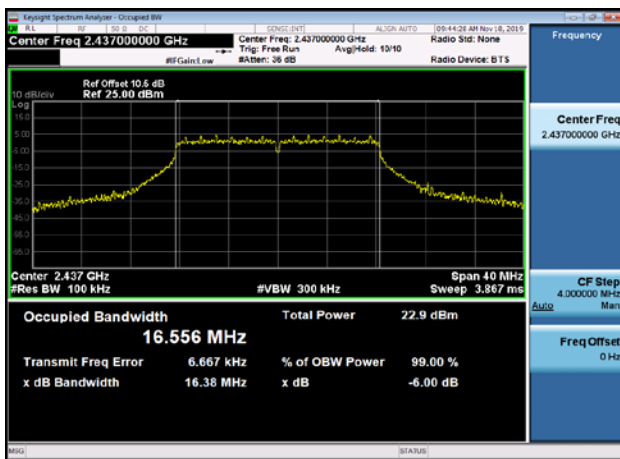 Keysight Spectrum Analyzer - Occupied BW
RL RF 50 Ω DC SENSE:INT ALIGN AUTO 09:44:28 AM Nov 18, 2019
Center Freq 2.437000000 GHz
Center Freq: 2.437000000 GHz
Radio Std: None
Frequency
Trig: Free Run Avg|Hold: 10/10
#IFGain:Low #Atten: 36 dB Radio Device: BTS
Ref Offset 10.6 dB
10 dB/div Ref 25.00 dBm
Log
15.0
5.00
-5.00
-15.0
-25.0
-35.0
-45.0
-55.0
-65.0
Center Freq
2.437000000 GHz
Center 2.437 GHz Span 40 MHz
#Res BW 100 kHz #VBW 300 kHz Sweep 3.867 ms
CF Step
4.000000 MHz
Auto Man
Occupied Bandwidth Total Power 22.9 dBm
16.556 MHz
Transmit Freq Error 6.667 kHz % of OBW Power 99.00 %
x dB Bandwidth 16.38 MHz x dB -6.00 dB
Freq Offset
0 Hz
MSG STATUS